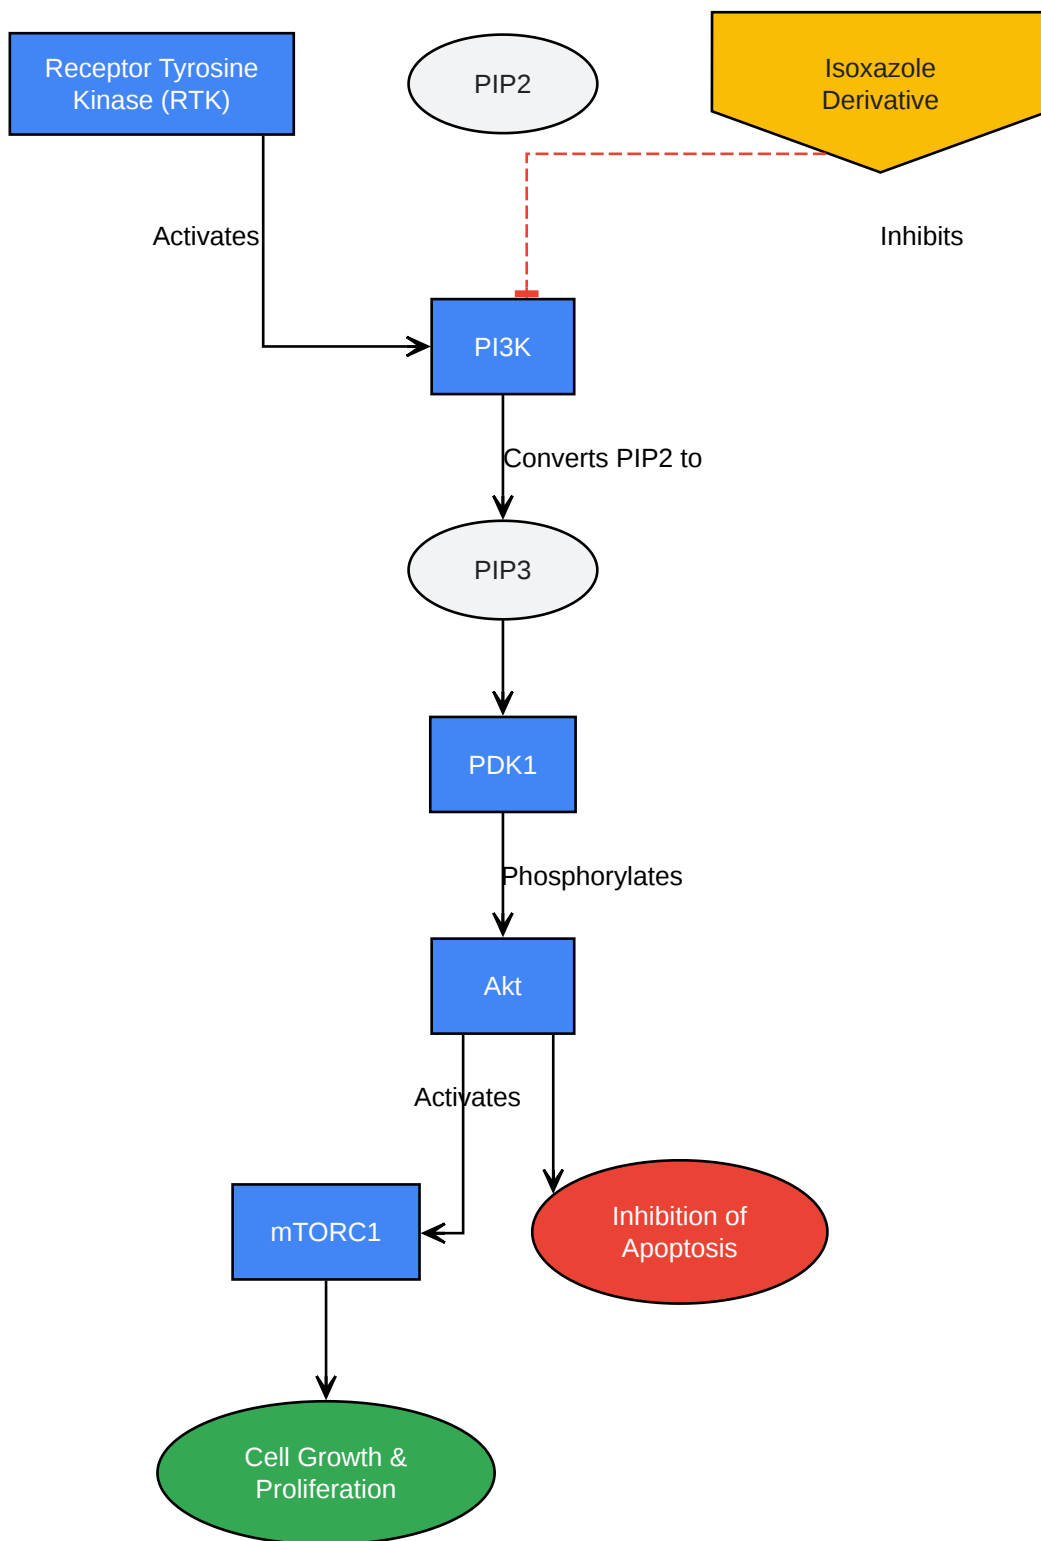 Receptor Tyrosine
Kinase (RTK)
PIP2
Isoxazole
Derivative
Activates
Inhibits
PI3K
Converts PIP2 to
PIP3
PDK1
Phosphorylates
Akt
Activates
mTORC1
Inhibition of
Apoptosis
Cell Growth &
Proliferation